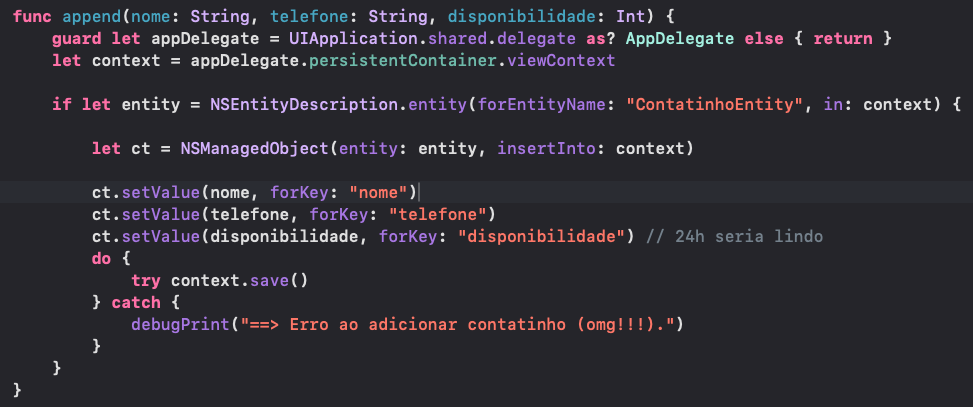 func append(nome: String, telefone: String, disponibilidade: Int) {
    guard let appDelegate = UIApplication.shared.delegate as? AppDelegate else { return }
    let context = appDelegate.persistentContainer.viewContext

    if let entity = NSEntityDescription.entity(forEntityName: "ContatinhoEntity", in: context) {

        let ct = NSManagedObject(entity: entity, insertInto: context)

        ct.setValue(nome, forKey: "nome")
        ct.setValue(telefone, forKey: "telefone")
        ct.setValue(disponibilidade, forKey: "disponibilidade") // 24h seria lindo
        do {
            try context.save()
        } catch {
            debugPrint("==> Erro ao adicionar contatinho (omg!!!).")
        }
    }
}